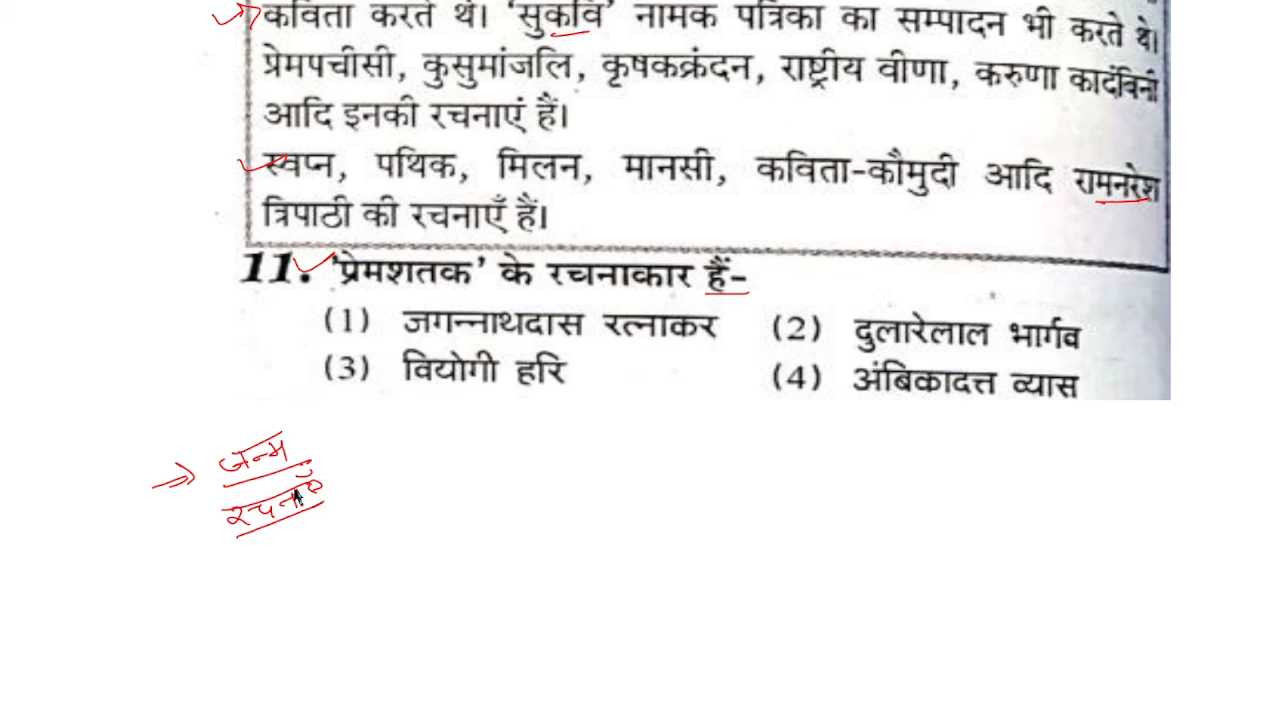 कविता करते थे। 'सुकवि' नामक पत्रिका का सम्पादन भी करते थे।
प्रेमपचीसी, कुसुमांजलि, कृषकक्रंदन, राष्ट्रीय वीणा, करुणा कादंबिनी
आदि इनकी रचनाएं हैं।
स्वप्न, पथिक, मिलन, मानसी, कविता-कौमुदी आदि रामनरेश
त्रिपाठी की रचनाएँ हैं।
11. 'प्रेमशतक' के रचनाकार हैं-
(1) जगन्नाथदास रत्नाकर (2) दुलारेलाल भार्गव
(3) वियोगी हरि (4) अंबिकादत्त व्यास
⇒ जन्म
रचनाएँ